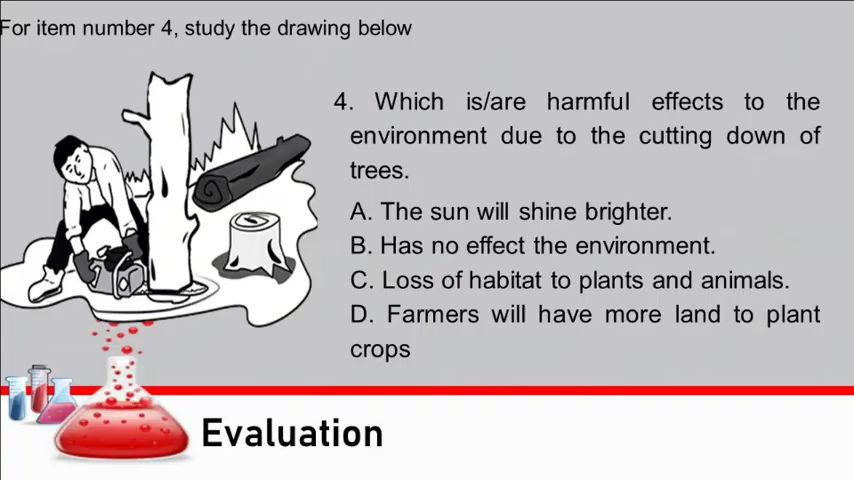 For item number 4, study the drawing below
4. Which is/are harmful effects to the
environment due to the cutting down of
trees.
A. The sun will shine brighter.
B. Has no effect the environment.
C. Loss of habitat to plants and animals.
D. Farmers will have more land to plant
crops
Evaluation